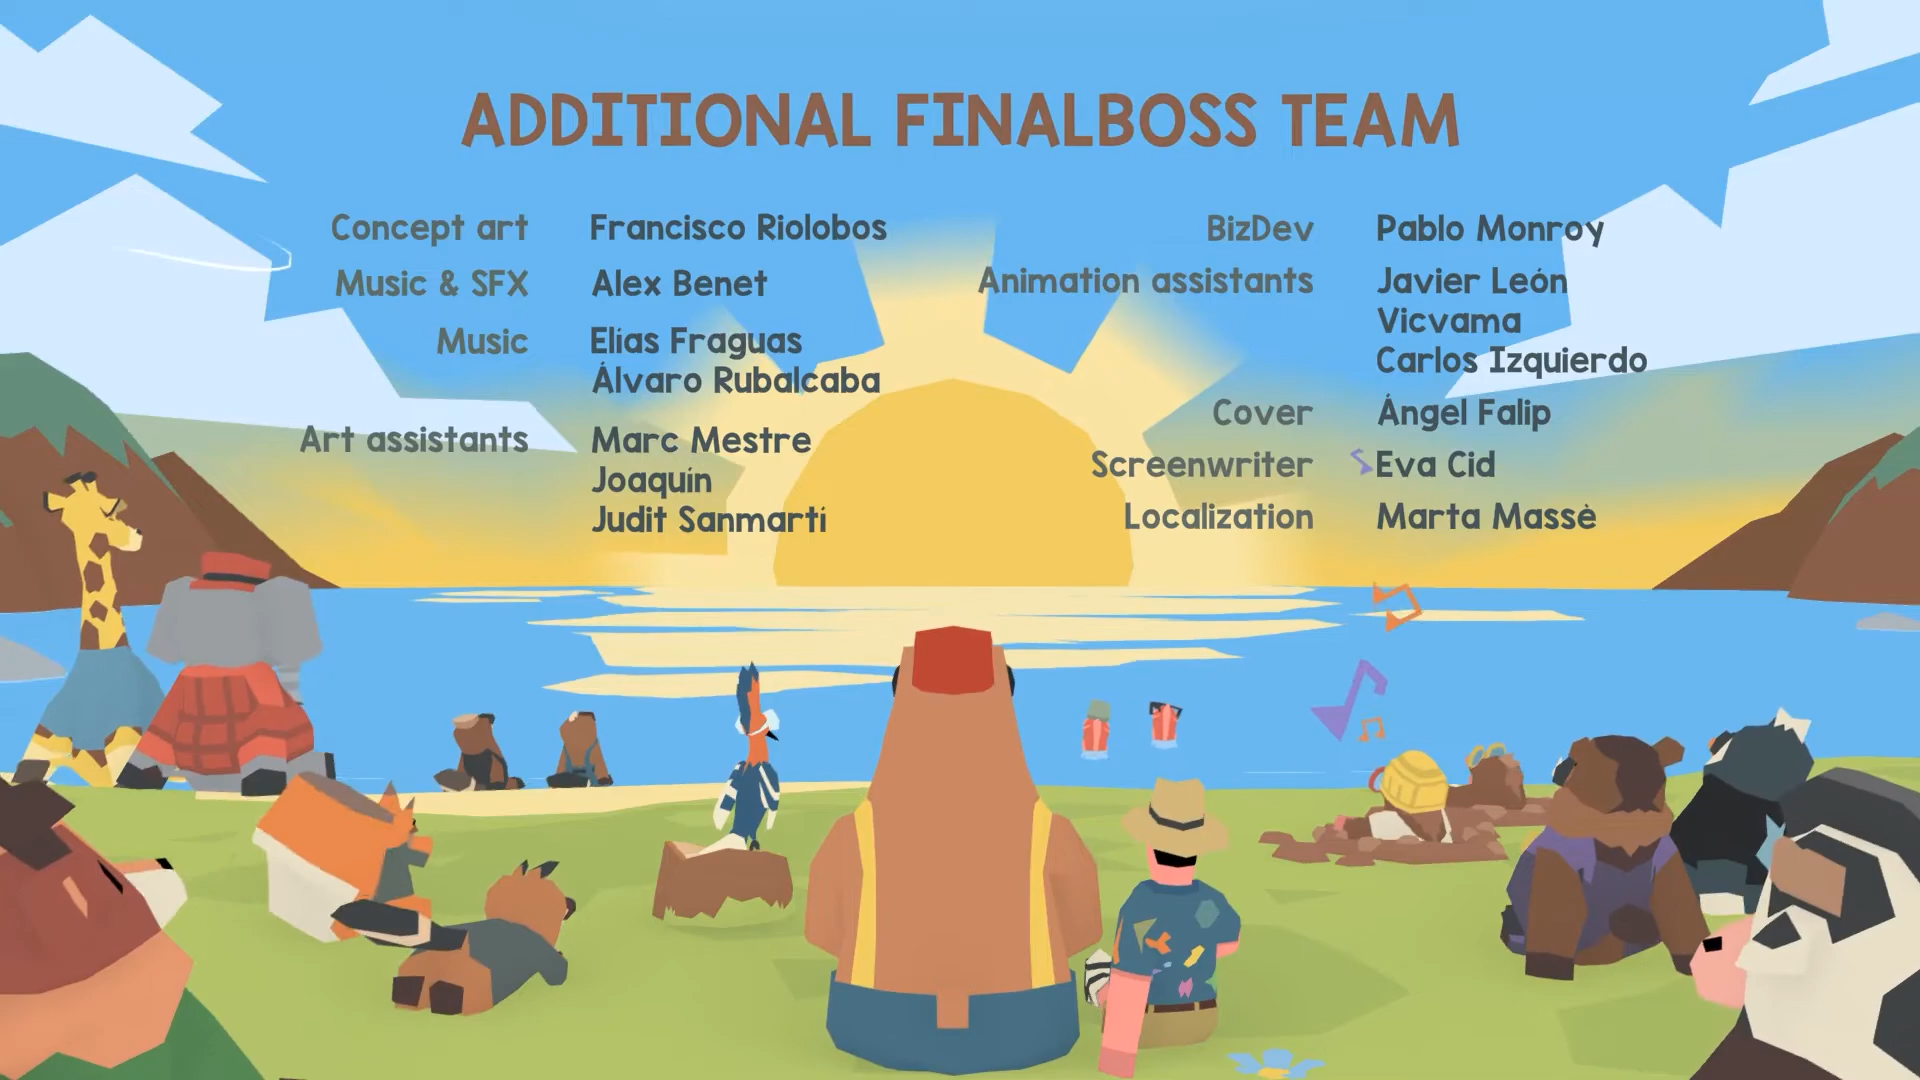 ADDITIONAL FINALBOSS TEAM
Concept art Francisco Riolobos
Music & SFX Alex Benet
Music Elías Fraguas
Álvaro Rubalcaba
Art assistants Marc Mestre
Joaquín
Judit Sanmartí
BizDev Pablo Monroy
Animation assistants Javier León
Vicvama
Carlos Izquierdo
Cover Ángel Falip
Screenwriter Eva Cid
Localization Marta Massé